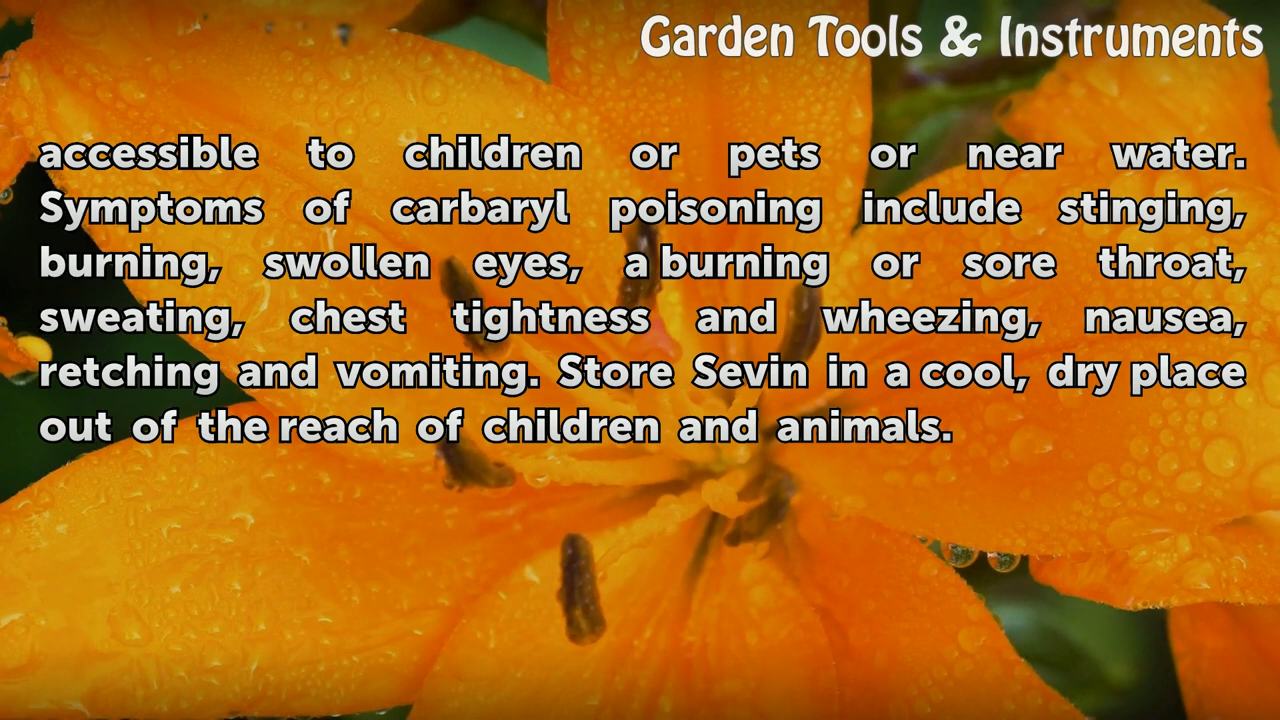 Garden Tools & Instruments
accessible to children or pets or near water.
Symptoms of carbaryl poisoning include stinging,
burning, swollen eyes, a burning or sore throat,
sweating, chest tightness and wheezing, nausea,
retching and vomiting. Store Sevin in a cool, dry place
out of the reach of children and animals.